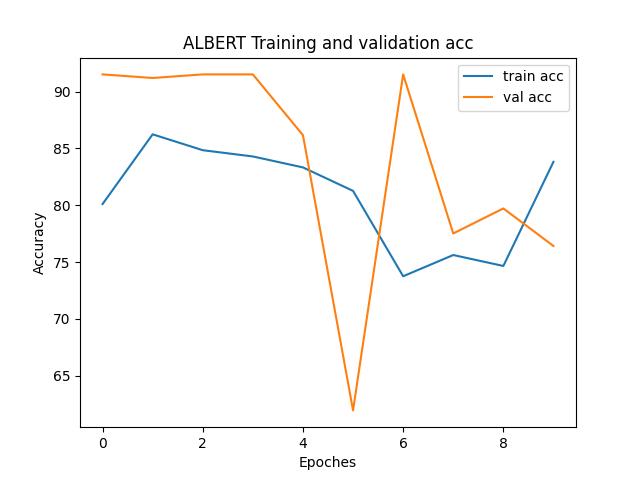 ALBERT Training and validation acc
train acc
val acc
90
85
80
75
70
65
Accuracy
0 2 4 6 8
Epoches